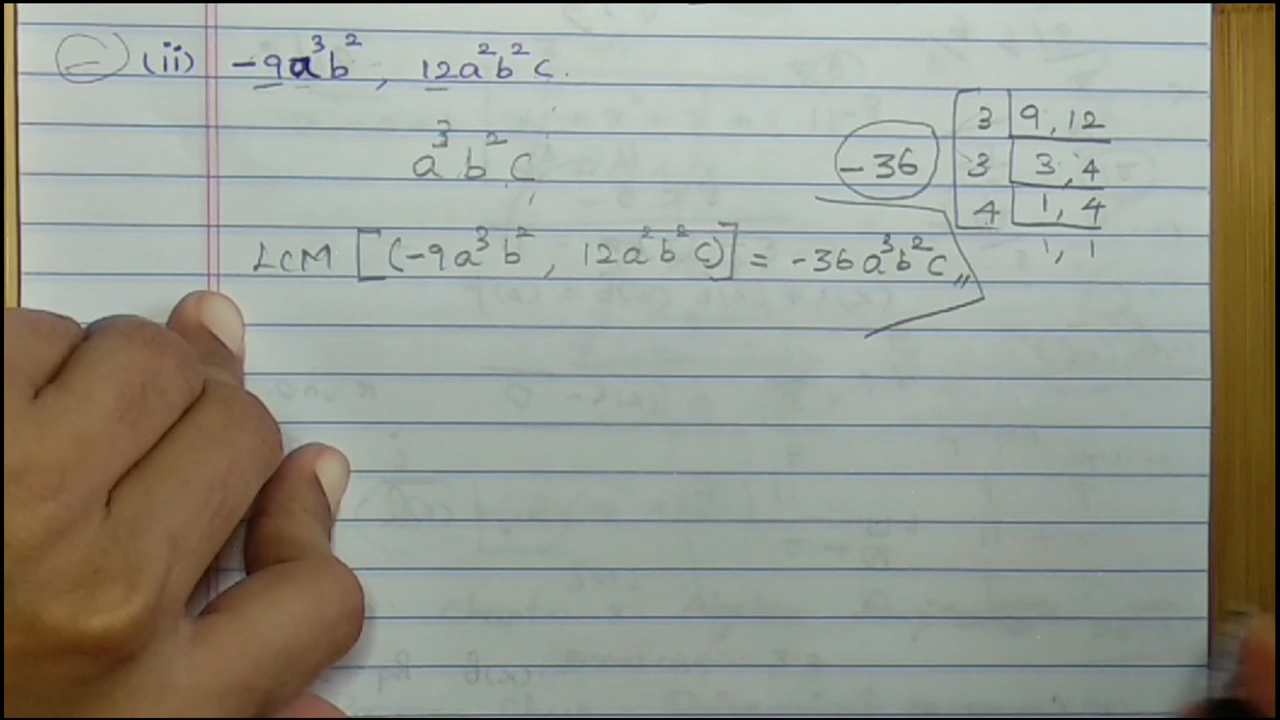 (ii) -9a³b², 12a²b²c.
a³b²c
-36
3 | 9, 12
3 | 3, 4
4 | 1, 4
1, 1
LCM [(-9a³b², 12a²b²c)] = -36a³b²c,,